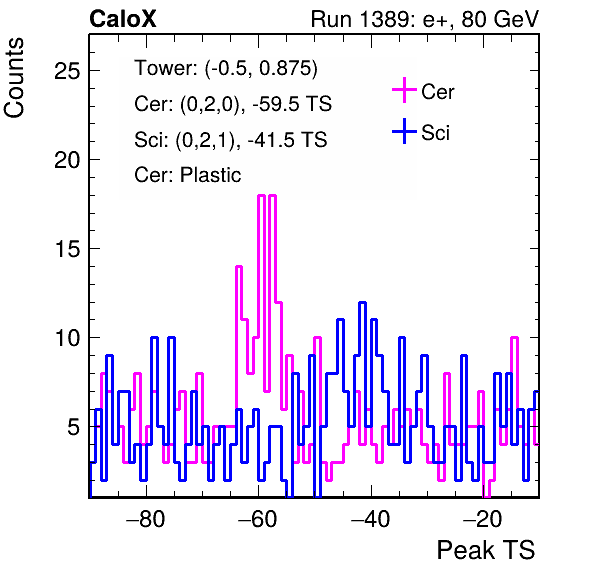 CaloX Run 1389: e+, 80 GeV
Counts
Tower: (-0.5, 0.875)
Cer: (0,2,0), -59.5 TS
Sci: (0,2,1), -41.5 TS
Cer: Plastic
Cer
Sci
25
20
15
10
5
−80 −60 −40 −20
Peak TS